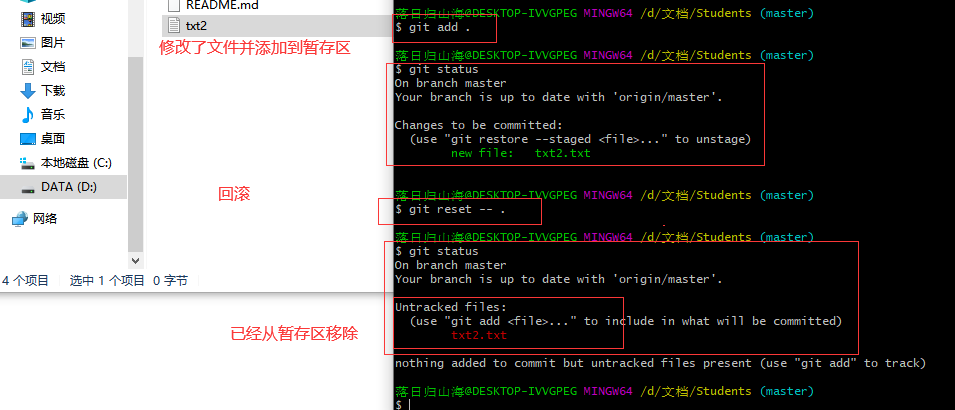 README.md
视频
txt2
图片
修改了文件并添加到暂存区
文档
下载
音乐
桌面
本地磁盘 (C:)
DATA (D:)
回滚
网络
4 个项目 选中 1 个项目 0 字节
已经从暂存区移除
落日归山海@DESKTOP-IVVGPEG MINGW64 /d/文档/Students (master)
$ git add .
落日归山海@DESKTOP-IVVGPEG MINGW64 /d/文档/Students (master)
$ git status
On branch master
Your branch is up to date with 'origin/master'.
Changes to be committed:
(use "git restore --staged <file>..." to unstage)
new file: txt2.txt
落日归山海@DESKTOP-IVVGPEG MINGW64 /d/文档/Students (master)
$ git reset -- .
落日归山海@DESKTOP-IVVGPEG MINGW64 /d/文档/Students (master)
$ git status
On branch master
Your branch is up to date with 'origin/master'.
Untracked files:
(use "git add <file>..." to include in what will be committed)
txt2.txt
nothing added to commit but untracked files present (use "git add" to track)
落日归山海@DESKTOP-IVVGPEG MINGW64 /d/文档/Students (master)
$